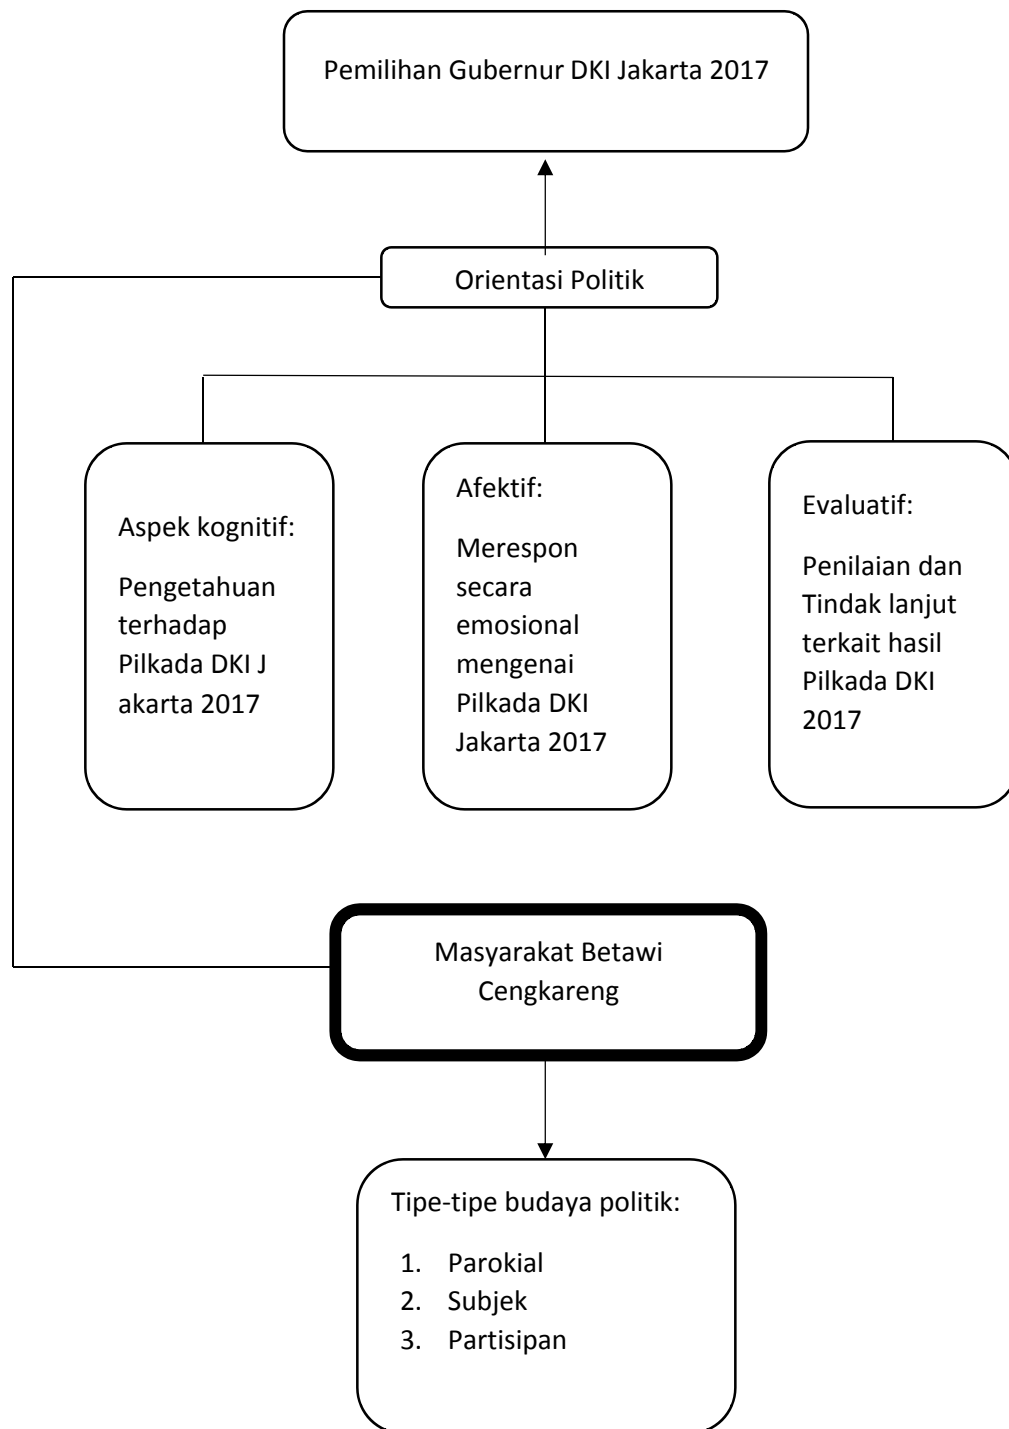 Pemilihan Gubernur DKI Jakarta 2017
Orientasi Politik
Aspek kognitif:
Pengetahuan
terhadap
Pilkada DKI J
akarta 2017
Afektif:
Merespon
secara
emosional
mengenai
Pilkada DKI
Jakarta 2017
Evaluatif:
Penilaian dan
Tindak lanjut
terkait hasil
Pilkada DKI
2017
Masyarakat Betawi
Cengkareng
Tipe-tipe budaya politik:
1. Parokial
2. Subjek
3. Partisipan